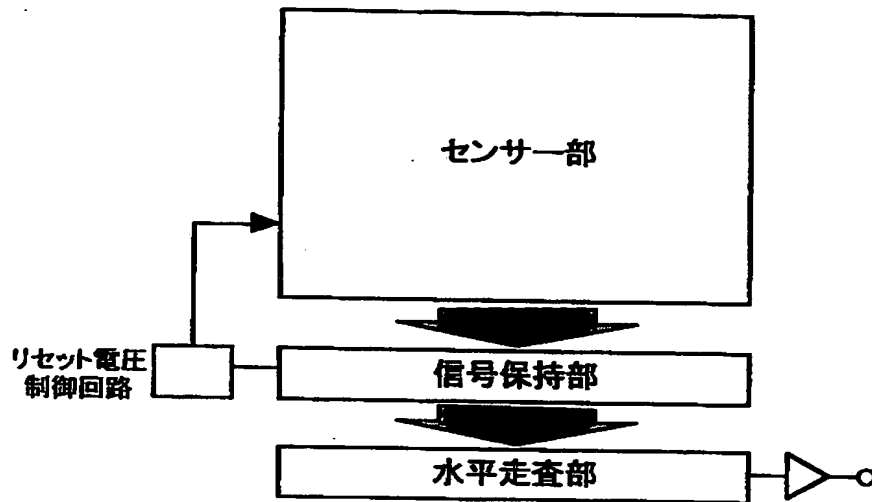 センサー部
リセット電圧
制御回路
信号保持部
水平走査部